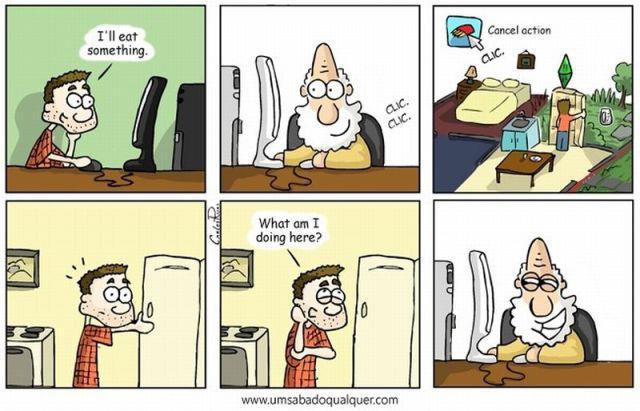 I'll eat
something.
CLIC.
CLIC.
Cancel action
CLIC.
What am I
doing here?
www.umsabadoqualquer.com